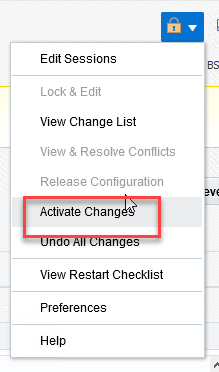 Edit Sessions
Lock & Edit
View Change List
View & Resolve Conflicts
Release Configuration
Activate Changes
Undo All Changes
View Restart Checklist
Preferences
Help